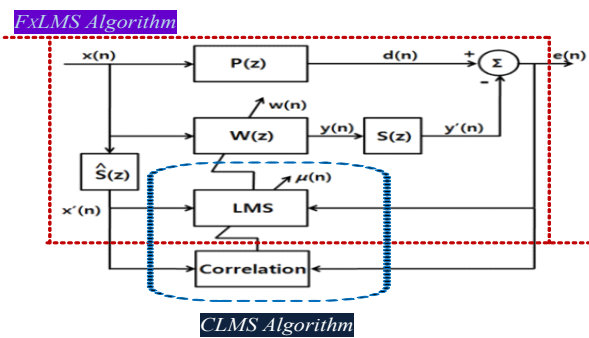 FxLMS Algorithm
x(n)
P(z)
d(n)
+
Σ
e(n)
-
w(n)
W(z)
y(n)
S(z)
y′(n)
Ŝ(z)
μ(n)
x′(n)
LMS
Correlation
CLMS Algorithm